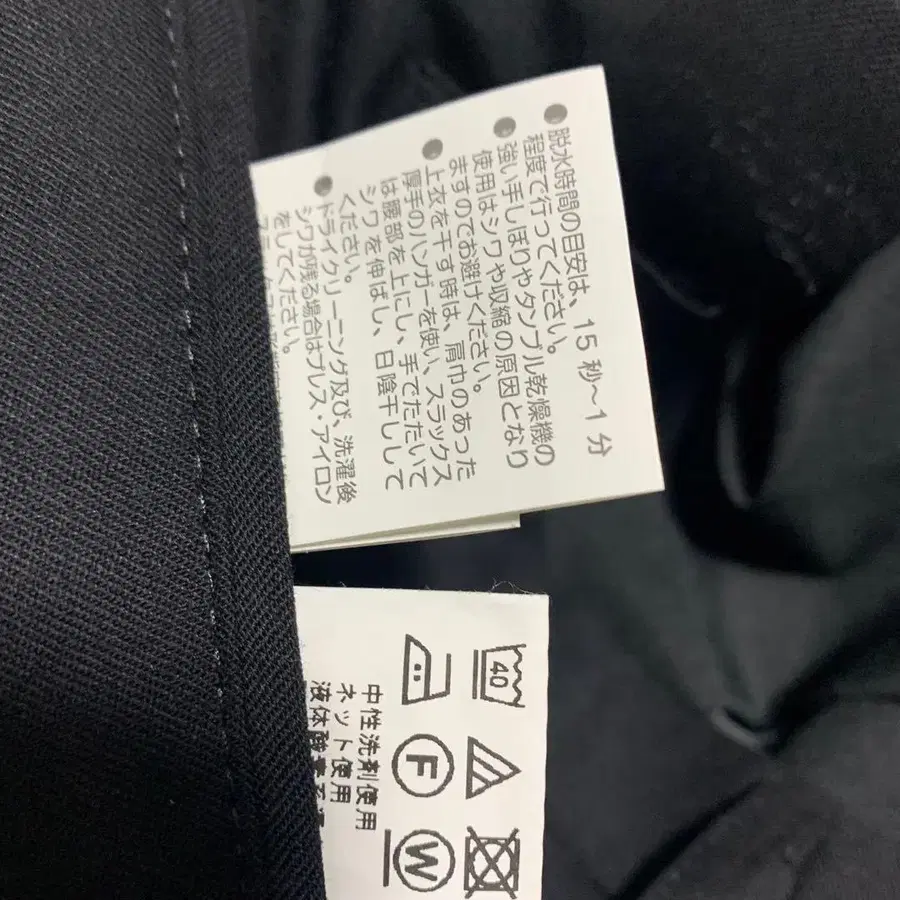 ●脱水時間の目安は、15秒〜1分
程度で行ってください。
●強い手しぼりやタンブル乾燥機の
使用はシワや収縮の原因となり
ますのでお避けください。
●上衣を干す時は、肩巾のあった
厚手のハンガーを使い、スラックス
は腰部を上にし、手でたたいて
シワを伸ばし、日陰干しして
ください。
●ドライクリーニング及び、洗濯後
シワが残る場合はプレス・アイロン
をしてください。
40
F
W
中性洗剤使用
ネット使用